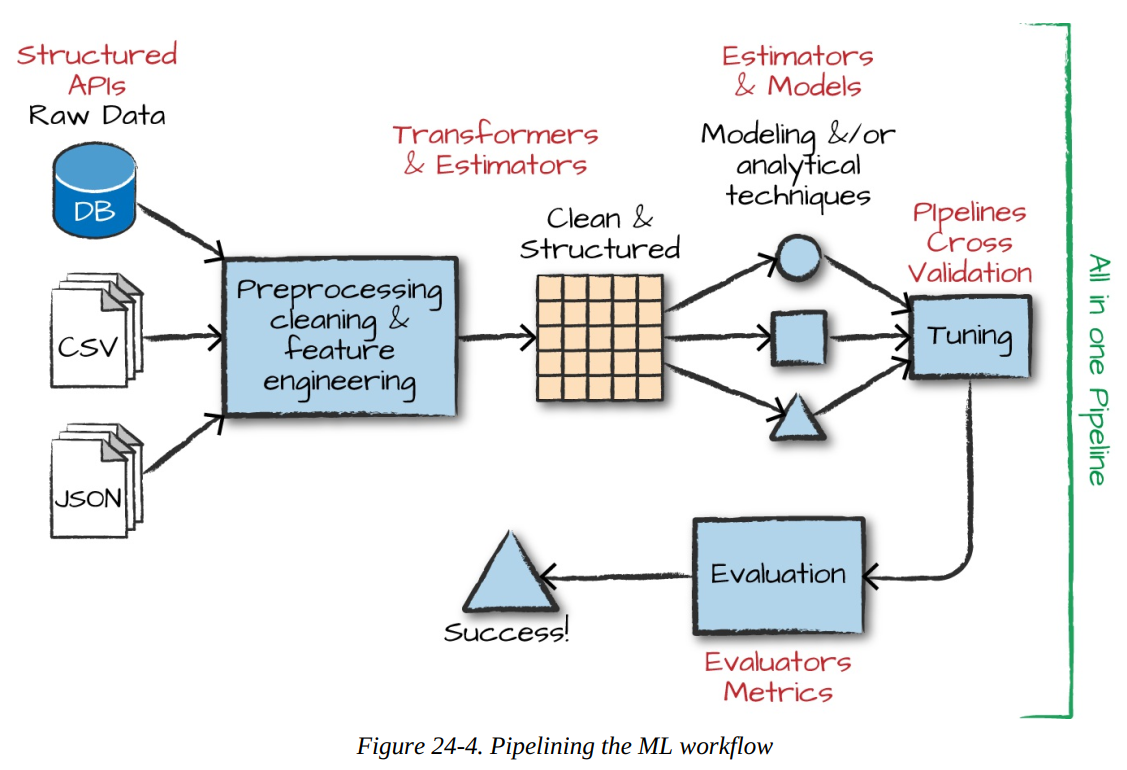 Structured
APIs
Raw Data
DB
CSV
JSON
Transformers
& Estimators
Preprocessing
cleaning &
feature
engineering
Clean &
Structured
Estimators
& Models
Modeling &/or
analytical
techniques
PIpelines
Cross
Validation
Tuning
Evaluation
Evaluators
Metrics
Success!
All in one Pipeline
Figure 24-4. Pipelining the ML workflow